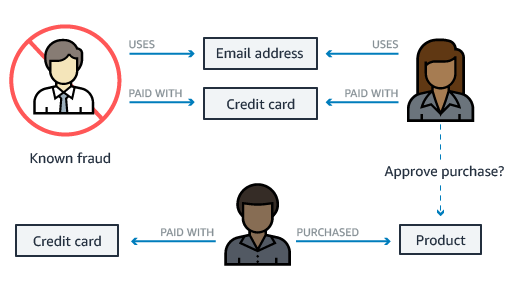 USES
Email address
USES
PAID WITH
Credit card
PAID WITH
Known fraud
Approve purchase?
Credit card
PAID WITH
PURCHASED
Product